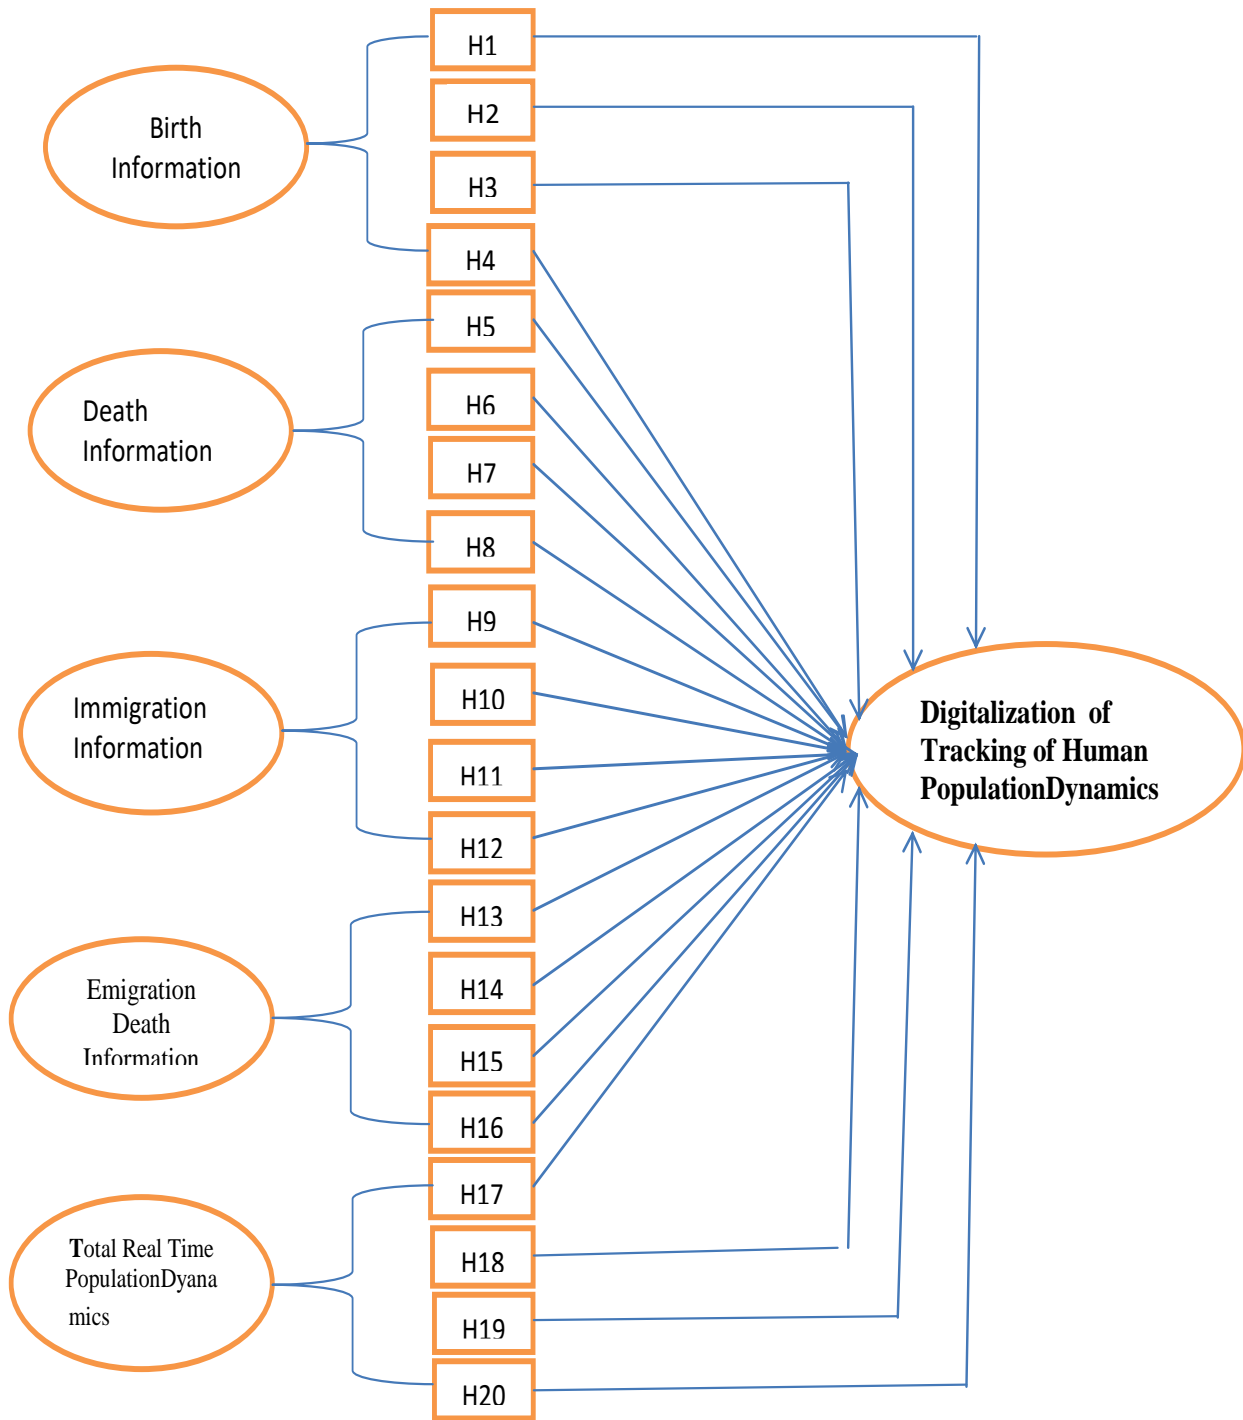 Birth
Information
Death
Information
Immigration
Information
Emigration
Death
Information
Total Real Time
PopulationDyana
mics
H1
H2
H3
H4
H5
H6
H7
H8
H9
H10
H11
H12
H13
H14
H15
H16
H17
H18
H19
H20
Digitalization of
Tracking of Human
PopulationDynamics